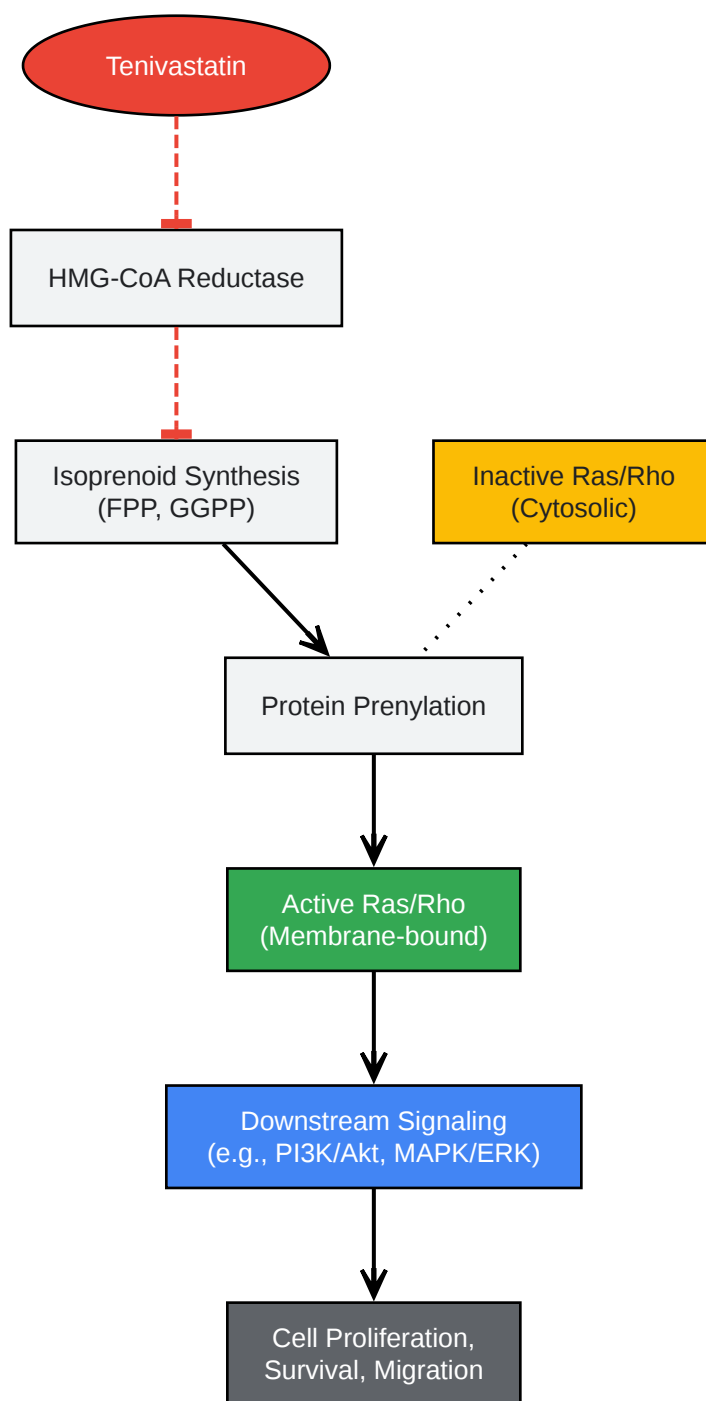 Tenivastatin
HMG-CoA Reductase
Isoprenoid Synthesis
(FPP, GGPP)
Inactive Ras/Rho
(Cytosolic)
Protein Prenylation
Active Ras/Rho
(Membrane-bound)
Downstream Signaling
(e.g., PI3K/Akt, MAPK/ERK)
Cell Proliferation,
Survival, Migration